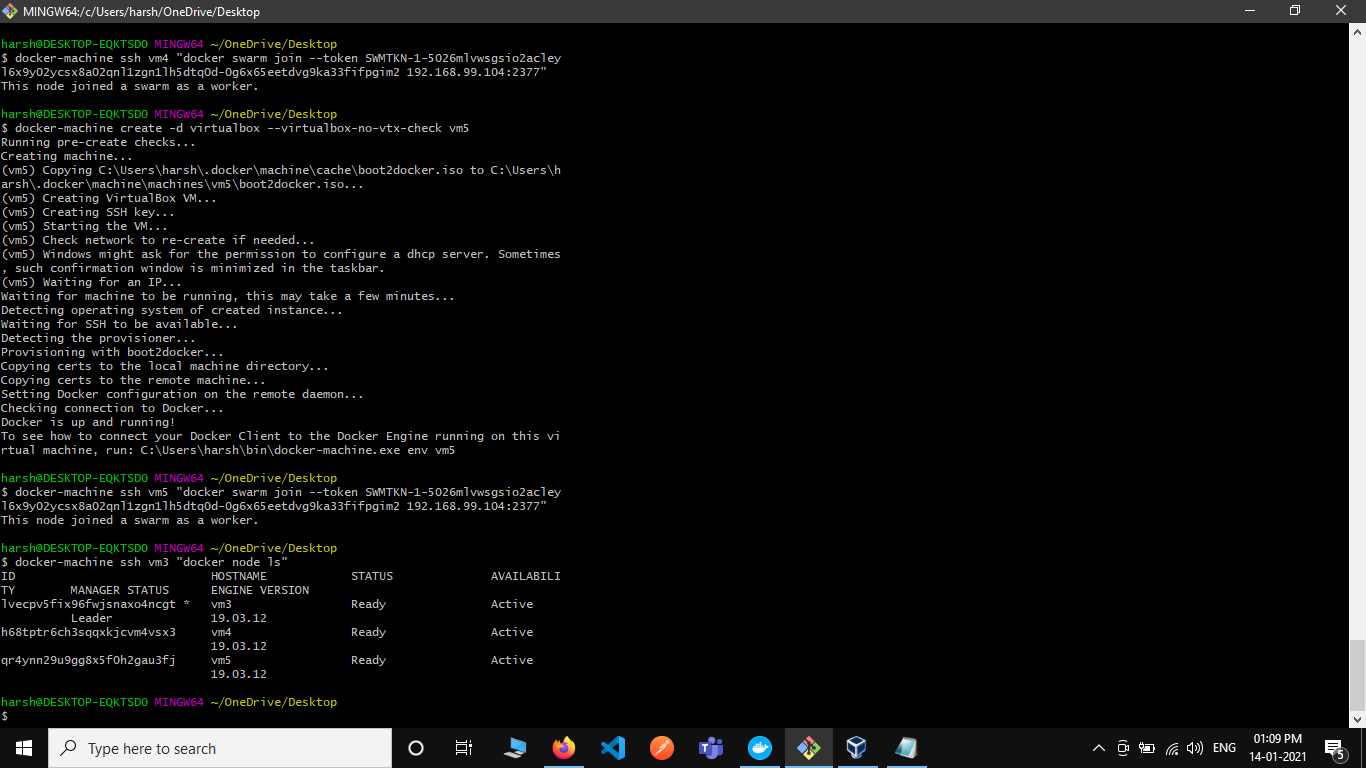 MINGW64:/c/Users/harsh/OneDrive/Desktop
harsh@DESKTOP-EQKTSDO MINGW64 ~/OneDrive/Desktop
$ docker-machine ssh vm4 "docker swarm join --token SWMTKN-1-5026mlvwsgsio2acley
l6x9y02ycsx8a02qnl1zgn1lh5dtq0d-0g6x65eetdvg9ka33fifpgim2 192.168.99.104:2377"
This node joined a swarm as a worker.
harsh@DESKTOP-EQKTSDO MINGW64 ~/OneDrive/Desktop
$ docker-machine create -d virtualbox --virtualbox-no-vtx-check vm5
Running pre-create checks...
Creating machine...
(vm5) Copying C:\Users\harsh\.docker\machine\cache\boot2docker.iso to C:\Users\h
arsh\.docker\machine\machines\vm5\boot2docker.iso...
(vm5) Creating VirtualBox VM...
(vm5) Creating SSH key...
(vm5) Starting the VM...
(vm5) Check network to re-create if needed...
(vm5) Windows might ask for the permission to configure a dhcp server. Sometimes
, such confirmation window is minimized in the taskbar.
(vm5) Waiting for an IP...
Waiting for machine to be running, this may take a few minutes...
Detecting operating system of created instance...
Waiting for SSH to be available...
Detecting the provisioner...
Provisioning with boot2docker...
Copying certs to the local machine directory...
Copying certs to the remote machine...
Setting Docker configuration on the remote daemon...
Checking connection to Docker...
Docker is up and running!
To see how to connect your Docker Client to the Docker Engine running on this vi
rtual machine, run: C:\Users\harsh\bin\docker-machine.exe env vm5
harsh@DESKTOP-EQKTSDO MINGW64 ~/OneDrive/Desktop
$ docker-machine ssh vm5 "docker swarm join --token SWMTKN-1-5026mlvwsgsio2acley
l6x9y02ycsx8a02qnl1zgn1lh5dtq0d-0g6x65eetdvg9ka33fifpgim2 192.168.99.104:2377"
This node joined a swarm as a worker.
harsh@DESKTOP-EQKTSDO MINGW64 ~/OneDrive/Desktop
$ docker-machine ssh vm3 "docker node ls"
ID HOSTNAME STATUS AVAILABILI
TY MANAGER STATUS ENGINE VERSION
lvecpv5fix96fwjsnaxo4ncgt * vm3 Ready Active
Leader 19.03.12
h68tptr6ch3sqqxkjcvm4vsx3 vm4 Ready Active
19.03.12
qr4ynn29u9gg8x5f0h2gau3fj vm5 Ready Active
19.03.12
harsh@DESKTOP-EQKTSDO MINGW64 ~/OneDrive/Desktop
$
Type here to search
ENG
01:09 PM
14-01-2021
5